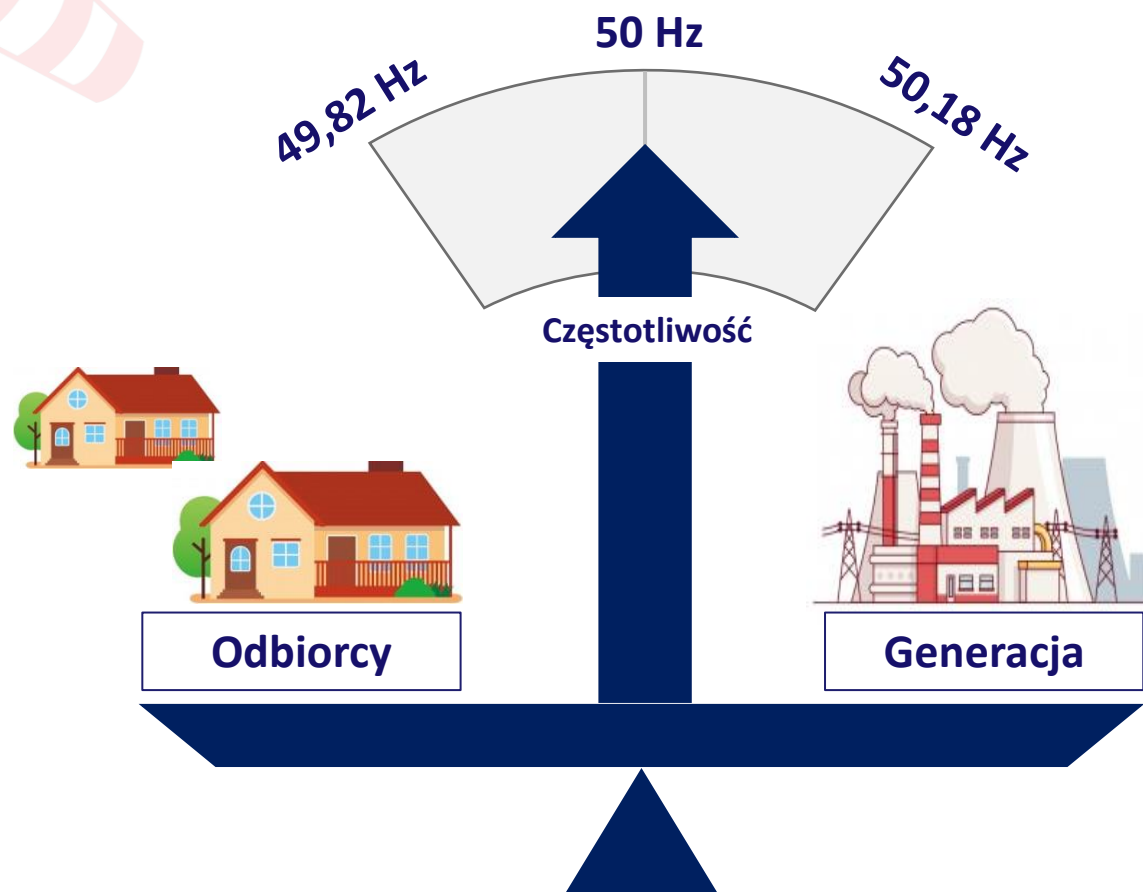 50 Hz
49,82 Hz
50,18 Hz
Częstotliwość
Odbiorcy
Generacja